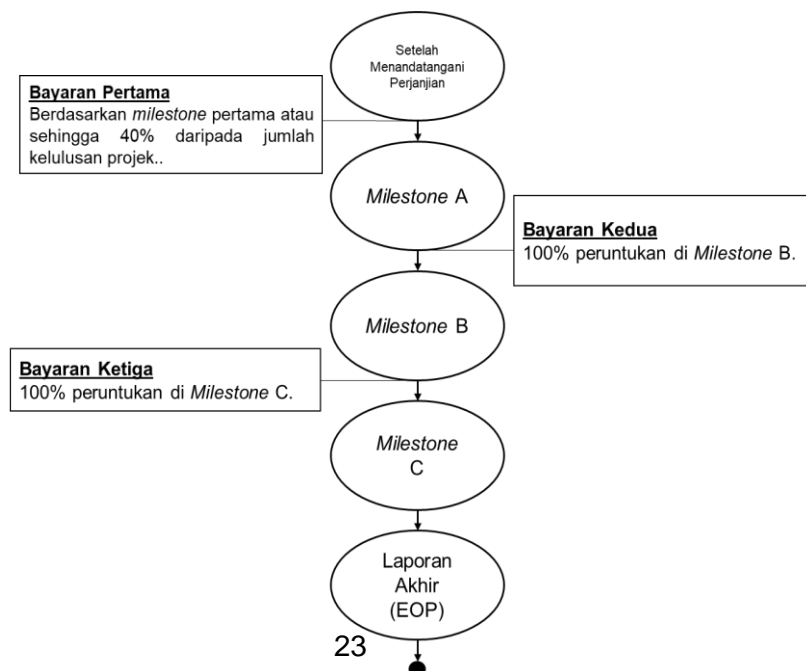 Setelah
Menandatangani
Perjanjian
Bayaran Pertama
Berdasarkan milestone pertama atau
sehingga 40% daripada jumlah
kelulusan projek..
Milestone A
Bayaran Kedua
100% peruntukan di Milestone B.
Milestone B
Bayaran Ketiga
100% peruntukan di Milestone C.
Milestone
C
Laporan
Akhir
(EOP)
23